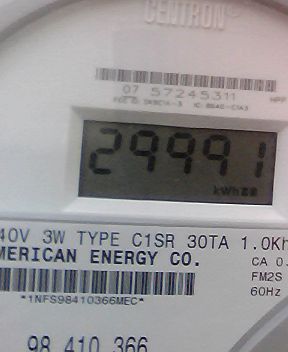 CENTRON
07 57245311
29991
kWh
40V 3W TYPE C1SR 30TA 1.0Kh
MERICAN ENERGY CO.
CA 0.
FM2S
*1NFS98410366MEC*
60Hz
98 410 366